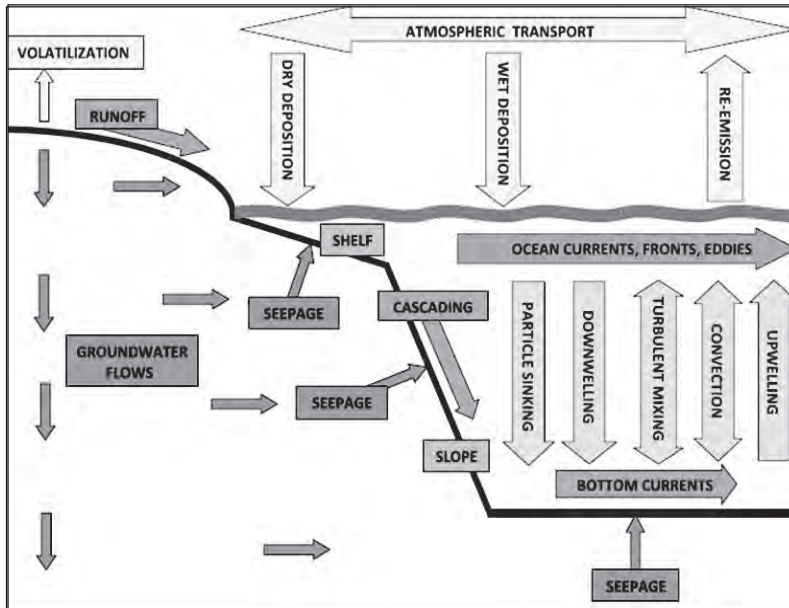 ATMOSPHERIC TRANSPORT
VOLATILIZATION
DRY DEPOSITION
WET DEPOSITION
RE-EMISSION
RUNOFF
SHELF
OCEAN CURRENTS, FRONTS, EDDIES
SEEPAGE
CASCADING
PARTICLE SINKING
DOWNWELLING
TURBULENT MIXING
CONVECTION
UPWELLING
GROUNDWATER
FLOWS
SEEPAGE
SLOPE
BOTTOM CURRENTS
SEEPAGE